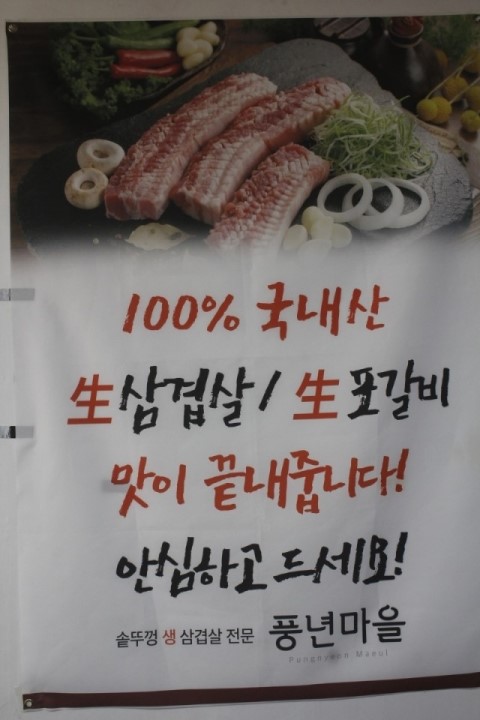 100% 국내산
生삼겹살 / 生포갈비
맛이 끝내줍니다!
안심하고 드세요!
솥뚜껑 생 삼겹살 전문 풍년마을
Pungnyeon Maeul